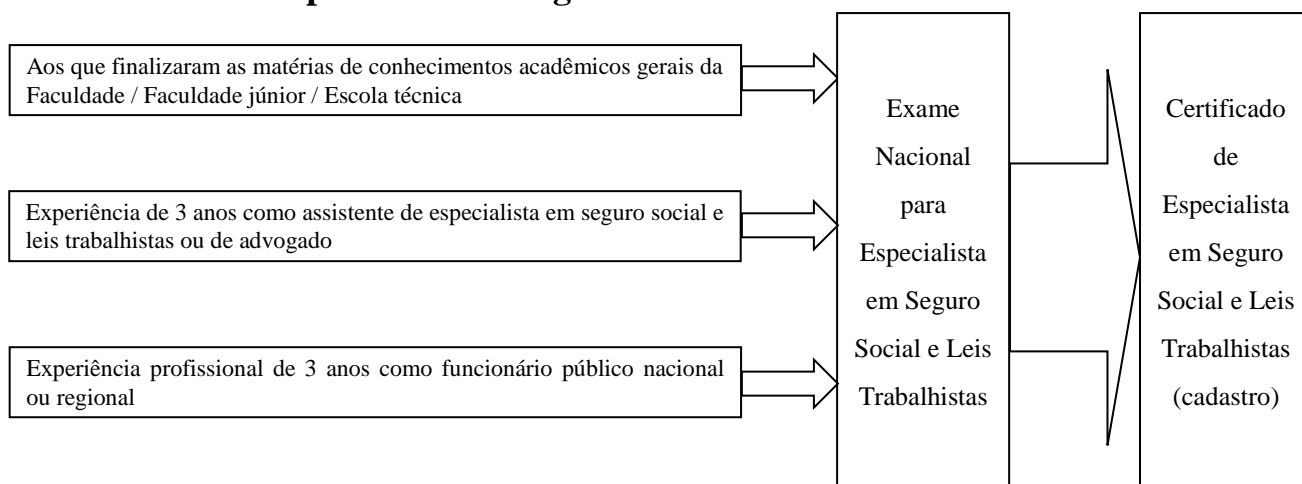 Aos que finalizaram as matérias de conhecimentos acadêmicos gerais da
Faculdade / Faculdade júnior / Escola técnica
Experiência de 3 anos como assistente de especialista em seguro social e
leis trabalhistas ou de advogado
Experiência profissional de 3 anos como funcionário público nacional
ou regional
Exame
Nacional
para
Especialista
em Seguro
Social e Leis
Trabalhistas
Certificado
de
Especialista
em Seguro
Social e Leis
Trabalhistas
(cadastro)